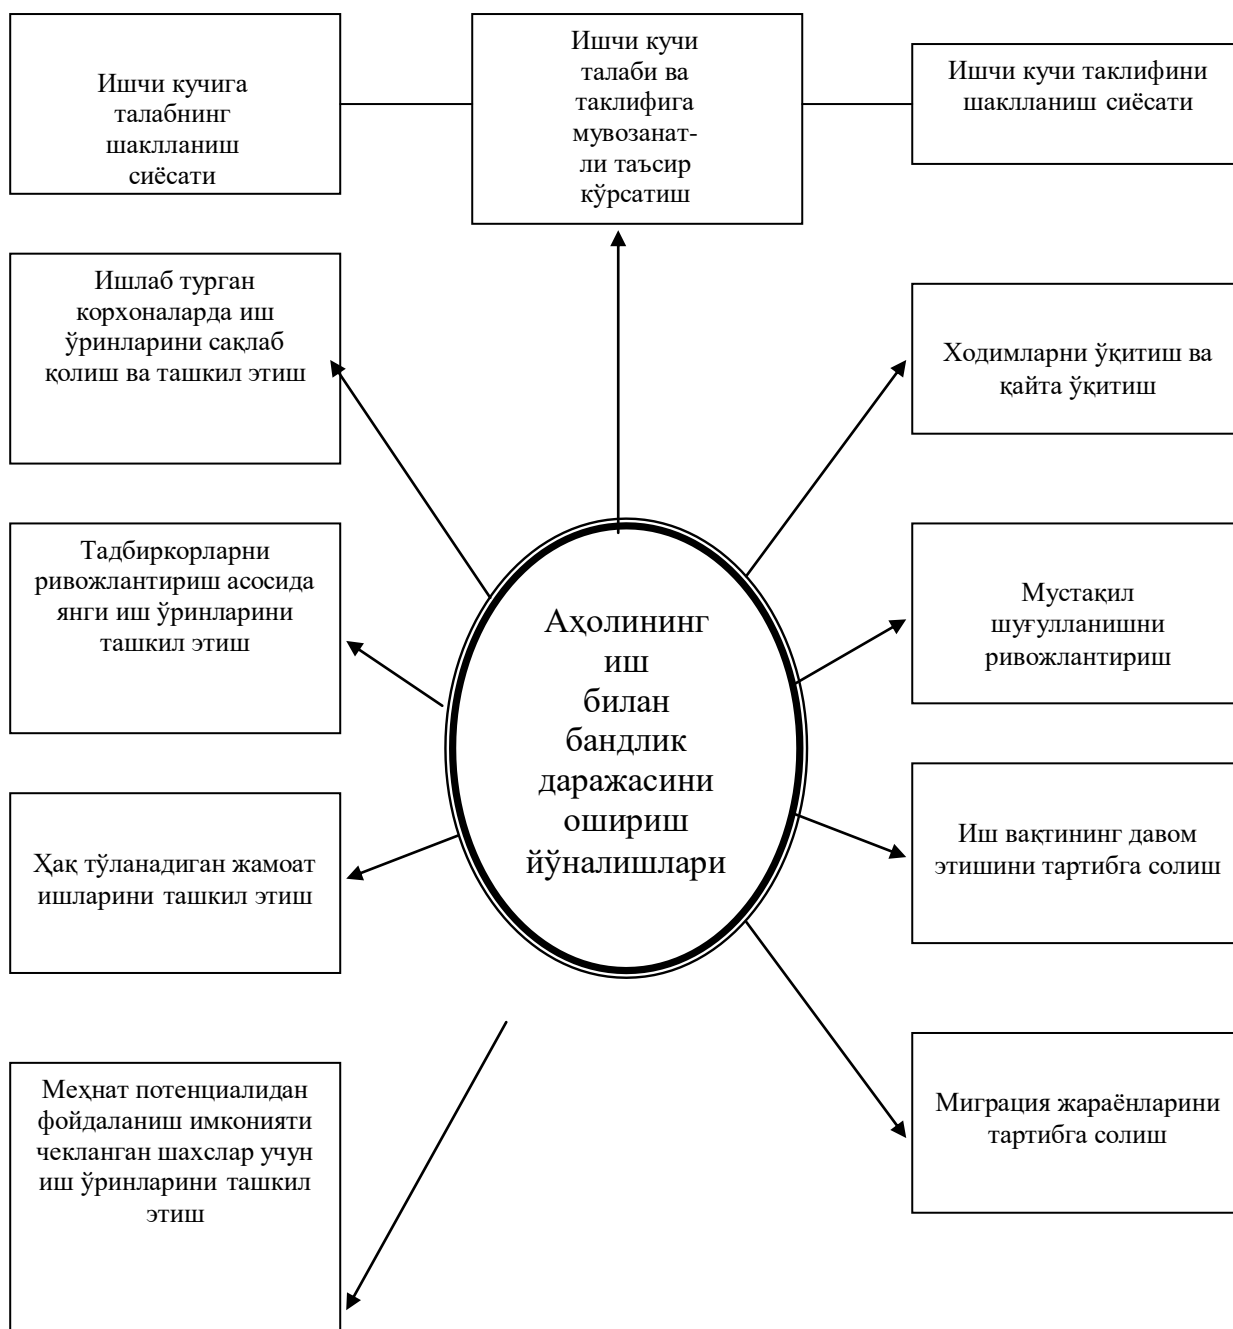 Ишчи кучига
талабнинг
шаклланиш
сиёсати
Ишчи кучи
талаби ва
таклифига
мувозанат-
ли таъсир
кўрсатиш
Ишчи кучи таклифини
шаклланиш сиёсати
Ишлаб турган
корхоналарда иш
ўринларини сақлаб
қолиш ва ташкил этиш
Ходимларни ўқитиш ва
қайта ўқитиш
Тадбиркорларни
ривожлантириш асосида
янги иш ўринларини
ташкил этиш
Аҳолининг
иш
билан
бандлик
даражасини
ошириш
йўналишлари
Мустақил
шуғулланишни
ривожлантириш
Ҳақ тўланадиган жамоат
ишларини ташкил этиш
Иш вақтининг давом
этишини тартибга солиш
Меҳнат потенциалидан
фойдаланиш имконияти
чекланган шахслар учун
иш ўринларини ташкил
этиш
Миграция жараёнларини
тартибга солиш